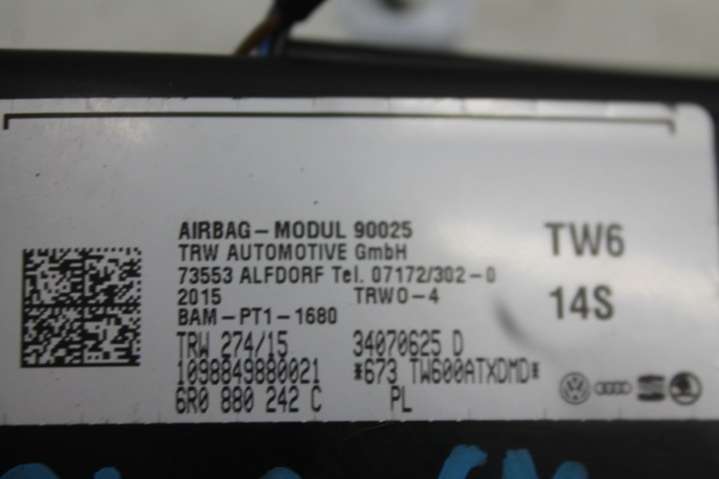 AIRBAG-MODUL 90025
TRW AUTOMOTIVE GmbH
73553 ALFDORF Tel. 07172/302-0
2015 TRWO-4
BAM-PT1-1680
TRW 274/15 34070625 D
1098849880021 *673 TW600ATXDMD*
6R0 880 242 C PL
TW6
14S